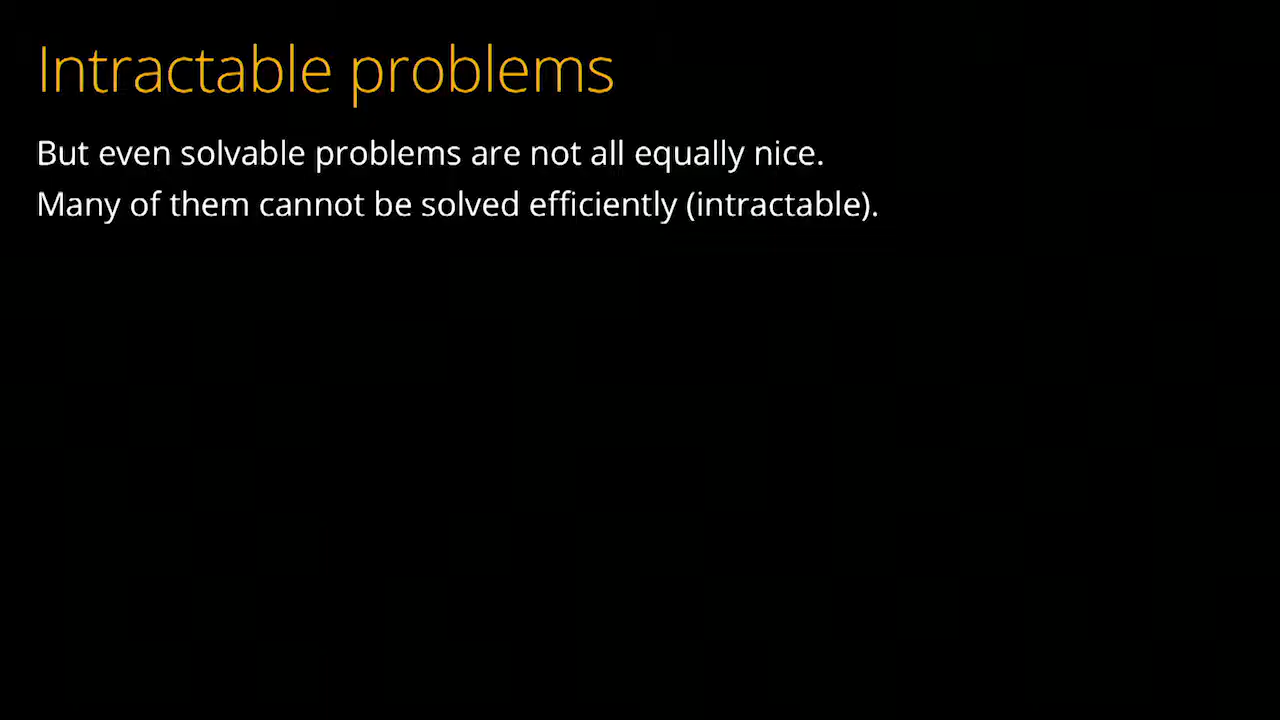 Intractable problems
But even solvable problems are not all equally nice.
Many of them cannot be solved efficiently (intractable).